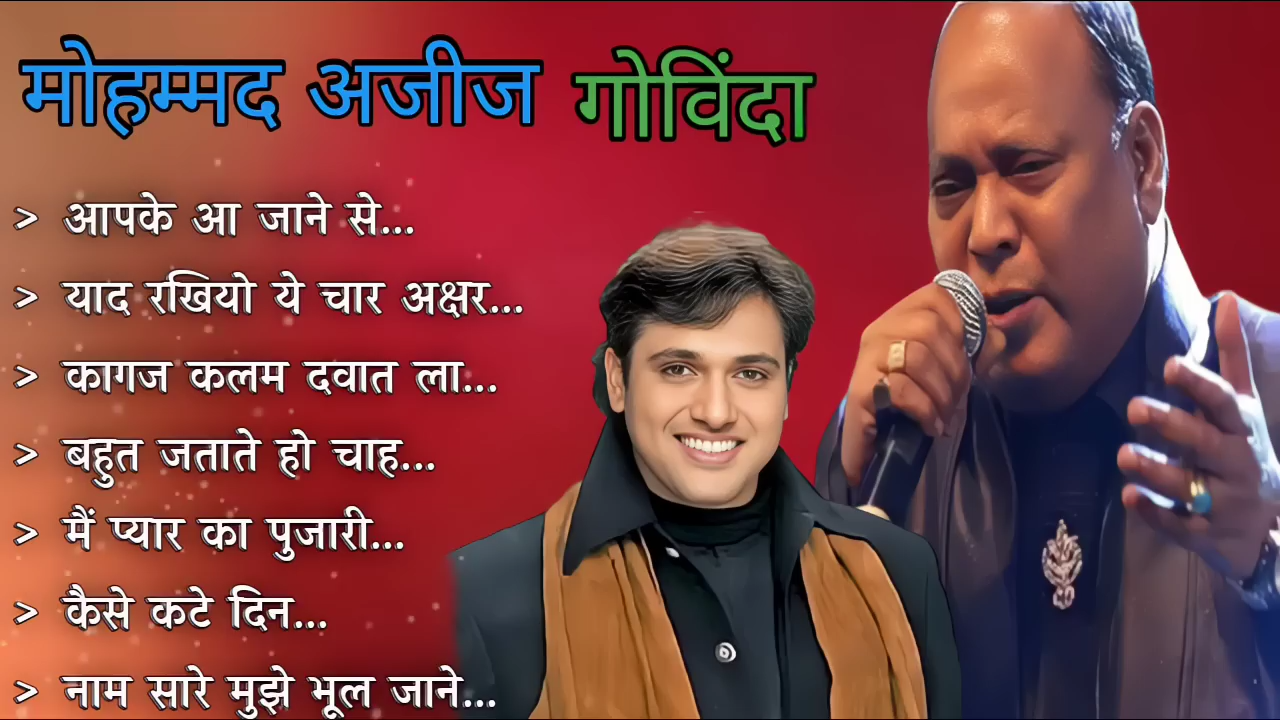 मोहम्मद अजीज गोविंदा
> आपके आ जाने से...
> याद रखियो ये चार अक्षर...
> कागज कलम दवात ला...
> बहुत जताते हो चाह...
> मैं प्यार का पुजारी...
> कैसे कटे दिन...
> नाम सारे मुझे भूल जाने...